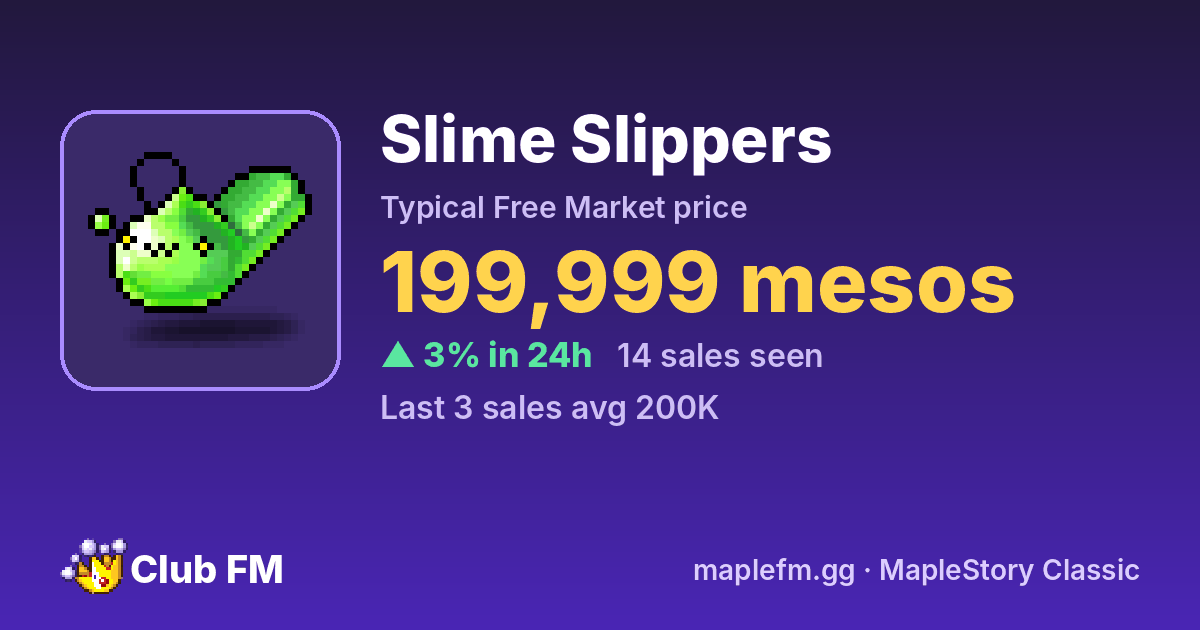 Slime Slippers
Typical Free Market price
199,999 mesos
▲ 3% in 24h 14 sales seen
Last 3 sales avg 200K
Club FM
maplefm.gg · MapleStory Classic